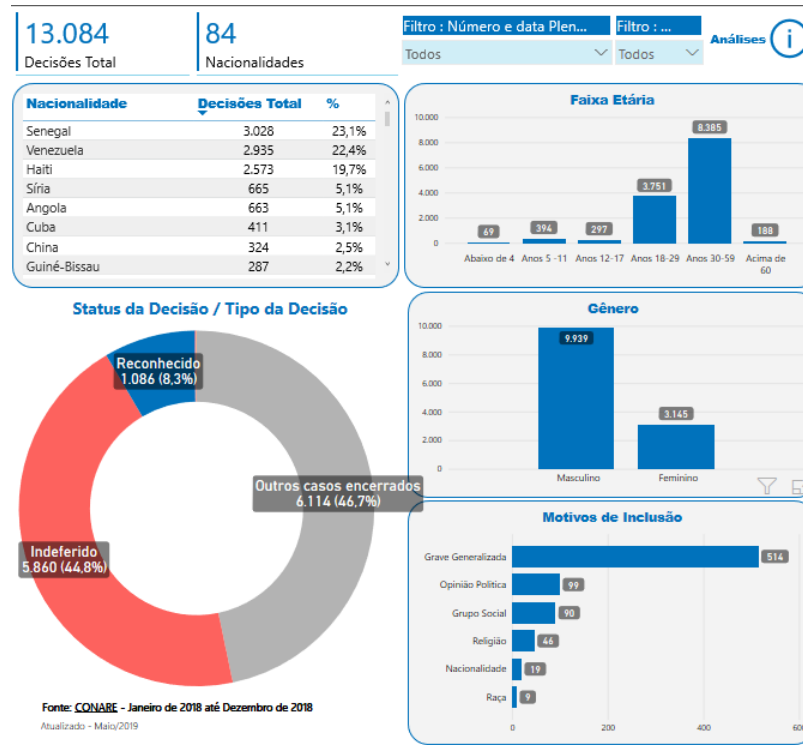 13.084
Decisões Total
84
Nacionalidades
Filtro : Número e data Plen...
Todos
Filtro : ...
Todos
Análises
i
Nacionalidade Decisões Total %
Senegal 3.028 23,1%
Venezuela 2.935 22,4%
Haiti 2.573 19,7%
Síria 665 5,1%
Angola 663 5,1%
Cuba 411 3,1%
China 324 2,5%
Guiné-Bissau 287 2,2%
Faixa Etária
10.000
8.000
6.000
4.000
2.000
0
69 394 297 3.751 8.385 188
Abaixo de 4 Anos 5 -11 Anos 12-17 Anos 18-29 Anos 30-59 Acima de
60
Status da Decisão / Tipo da Decisão
Reconhecido
1.086 (8,3%)
Outros casos encerrados
6.114 (46,7%)
Indeferido
5.860 (44,8%)
Fonte: CONARE - Janeiro de 2018 até Dezembro de 2018
Atualizado - Maio/2019
Gênero
10.000
8.000
6.000
4.000
2.000
0
9.939 3.145
Masculino Feminino
Motivos de Inclusão
Grave Generalizada 514
Opinião Política 99
Grupo Social 90
Religião 46
Nacionalidade 19
Raça 9
0 200 400 600